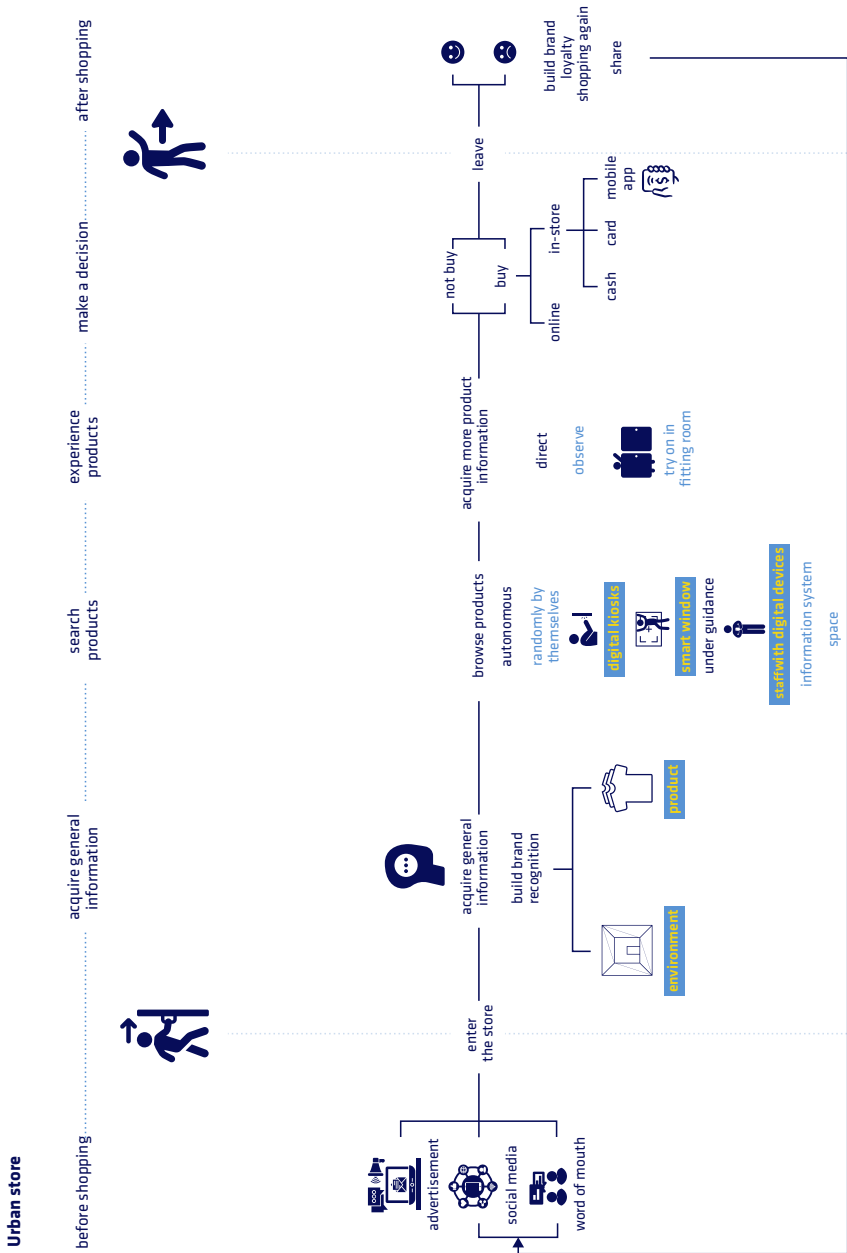 Urban store
before shopping
acquire general
information
search
products
experience
products
make a decision
after shopping
advertisement
social media
word of mouth
enter
the store
acquire general
information
build brand
recognition
environment
product
browse products
autonomous
randomly by
themselves
digital kiosks
smart window
under guidance
staffwith digital devices
information system
space
acquire more product
information
direct
observe
try on in
fitting room
not buy
buy
online
in-store
cash
card
mobile
app
leave
build brand
loyalty
shopping again
share